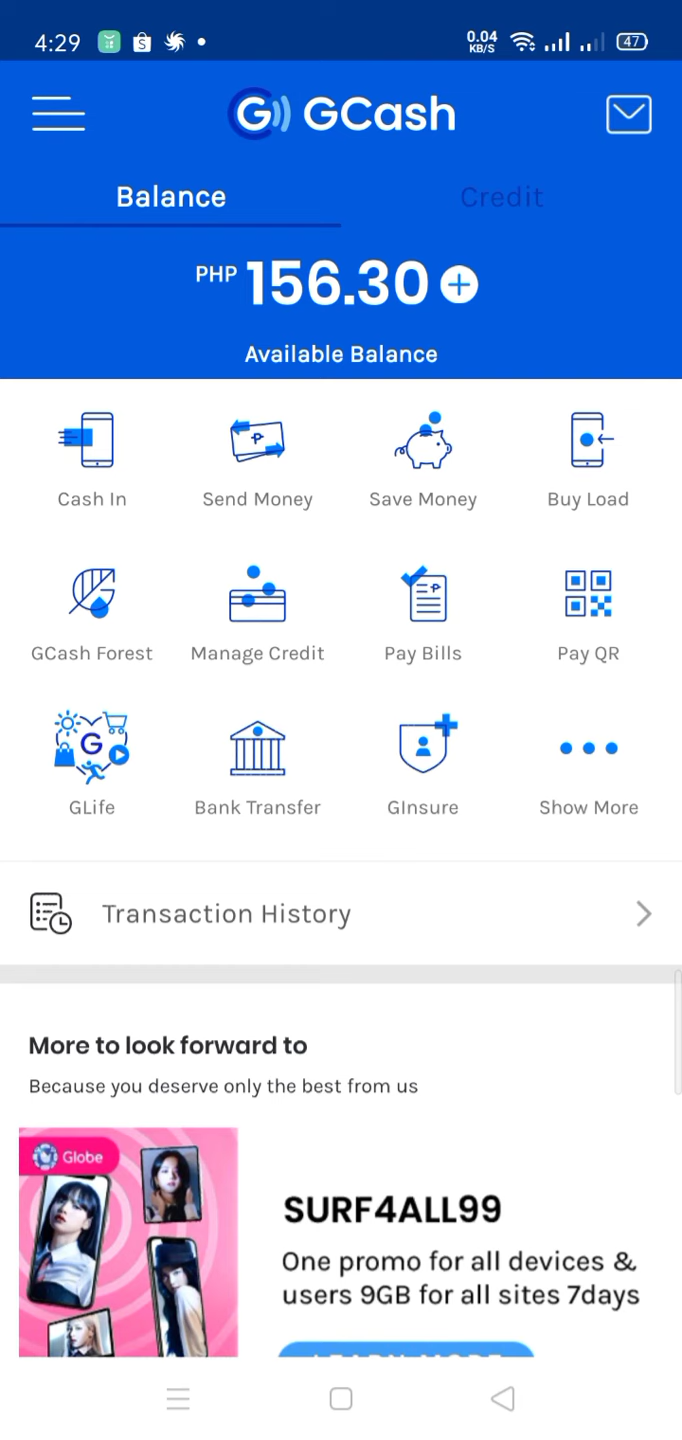 4:29 0.04 KB/S 47
GCash
Balance Credit
PHP 156.30
Available Balance
Cash In Send Money Save Money Buy Load
GCash Forest Manage Credit Pay Bills Pay QR
GLife Bank Transfer GInsure Show More
Transaction History
More to look forward to
Because you deserve only the best from us
Globe
SURF4ALL99
One promo for all devices &
users 9GB for all sites 7days
LEARN MORE